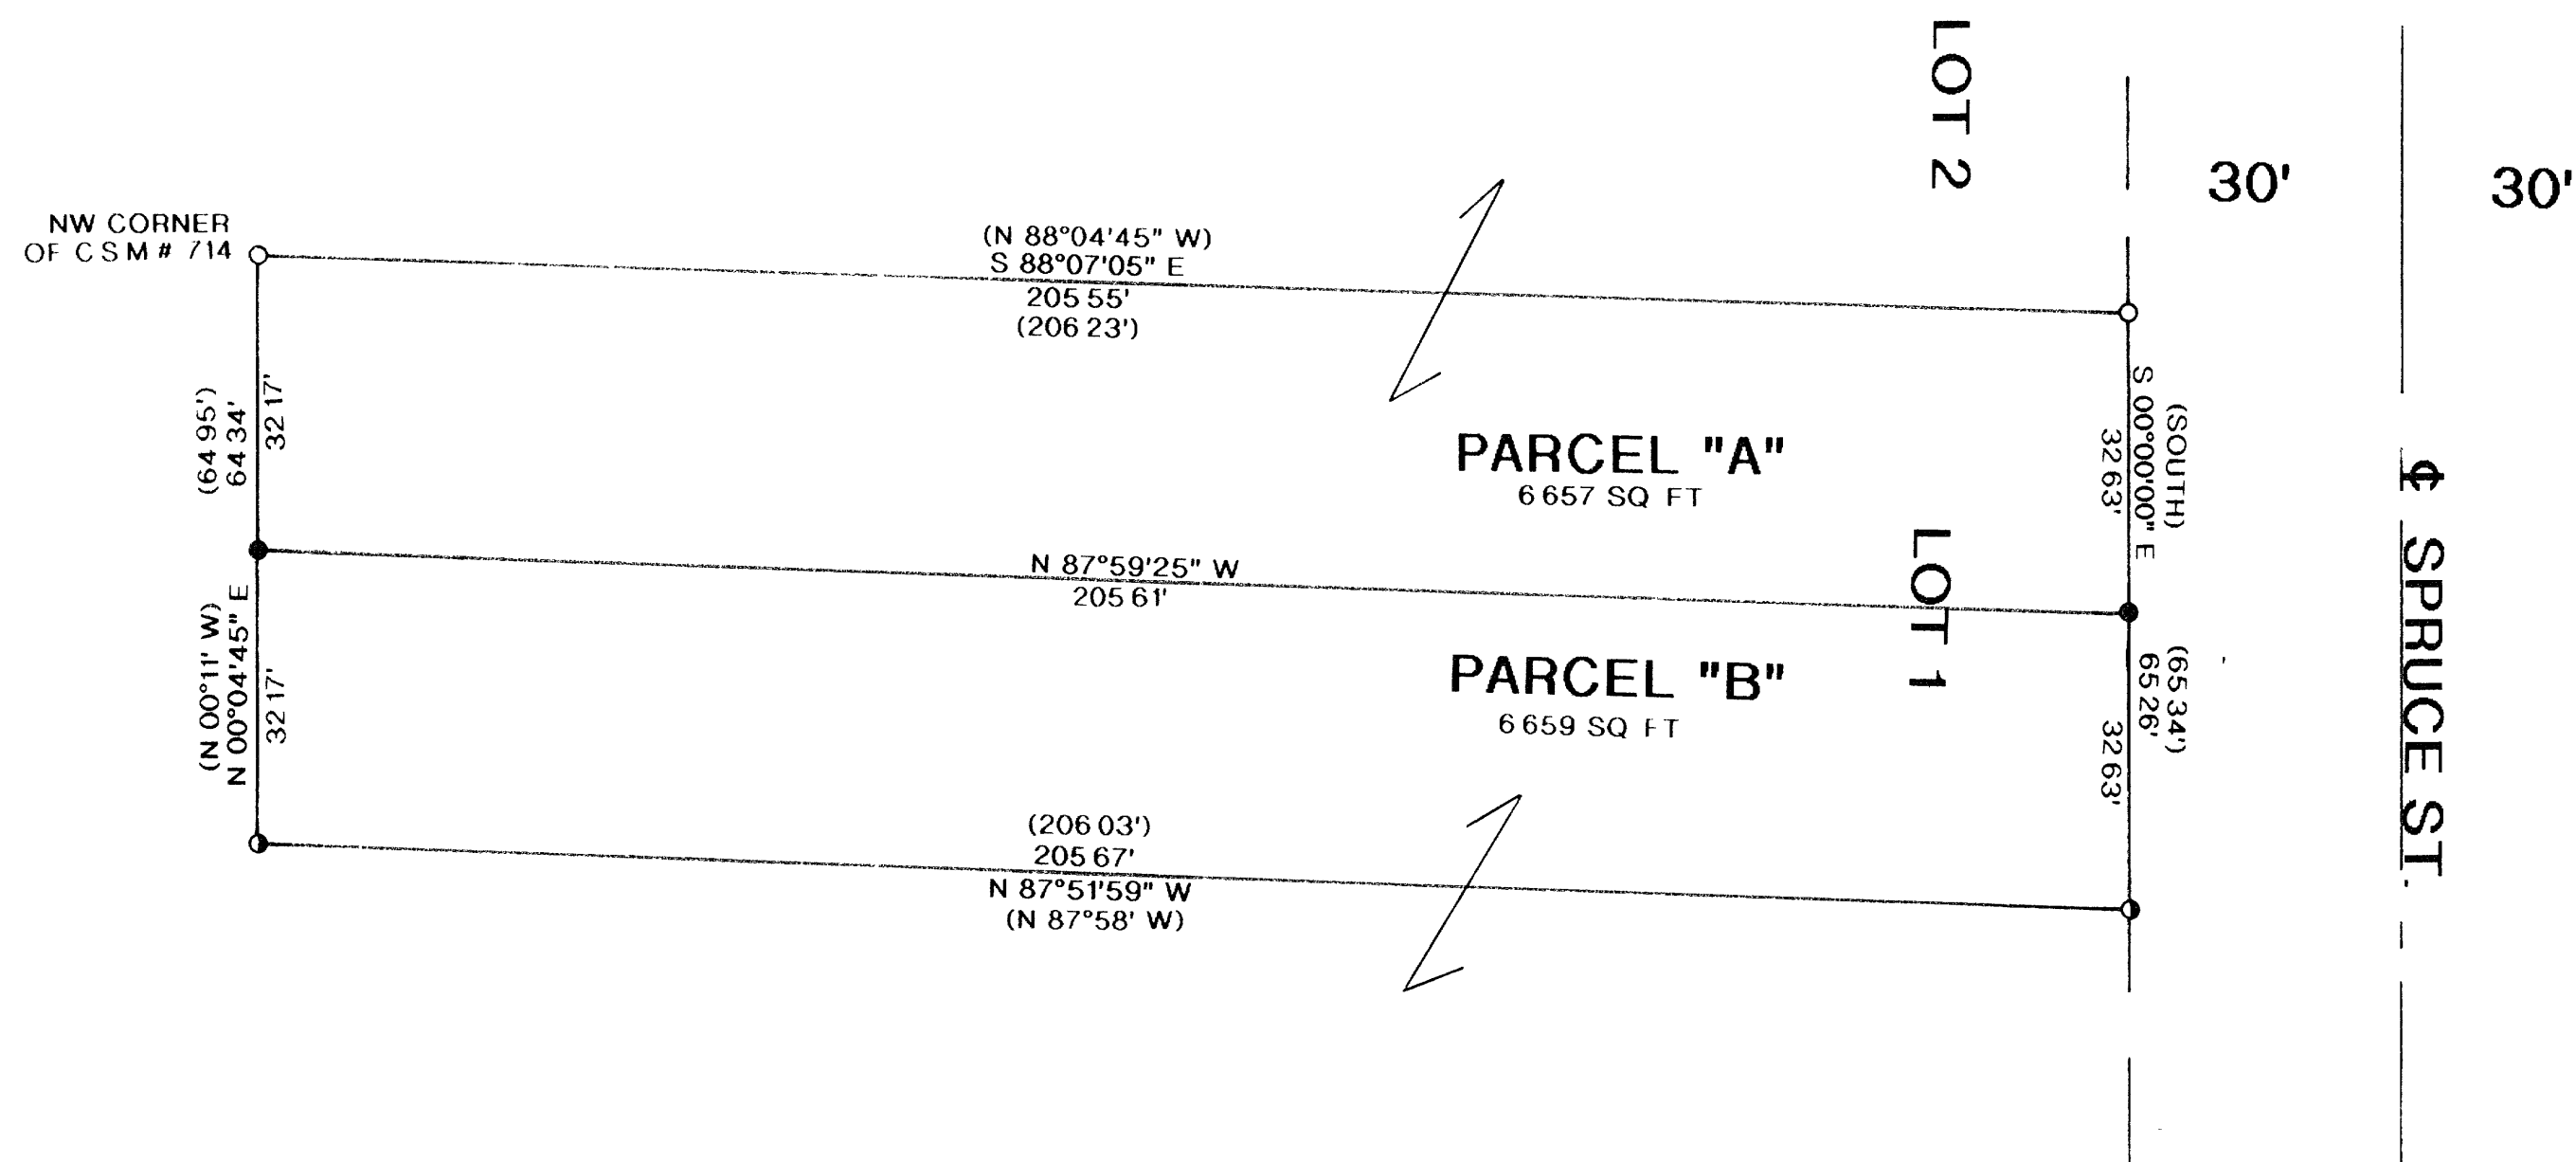 LOT 2
30'
30'
NW CORNER
OF C S M # 714
(N 88°04'45" W)
S 88°07'05" E
205 55'
(206 23')
(64 95')
64 34'
32 17'
PARCEL "A"
6 657 SQ FT
(SOUTH)
S 00°00'00" E
32 63'
℄ SPRUCE ST.
N 87°59'25" W
205 61'
LOT 1
(N 00°11' W)
N 00°04'45" E
32 17'
PARCEL "B"
6 659 SQ FT
(65 34')
65 26'
32 63'
(206 03')
205 67'
N 87°51'59" W
(N 87°58' W)